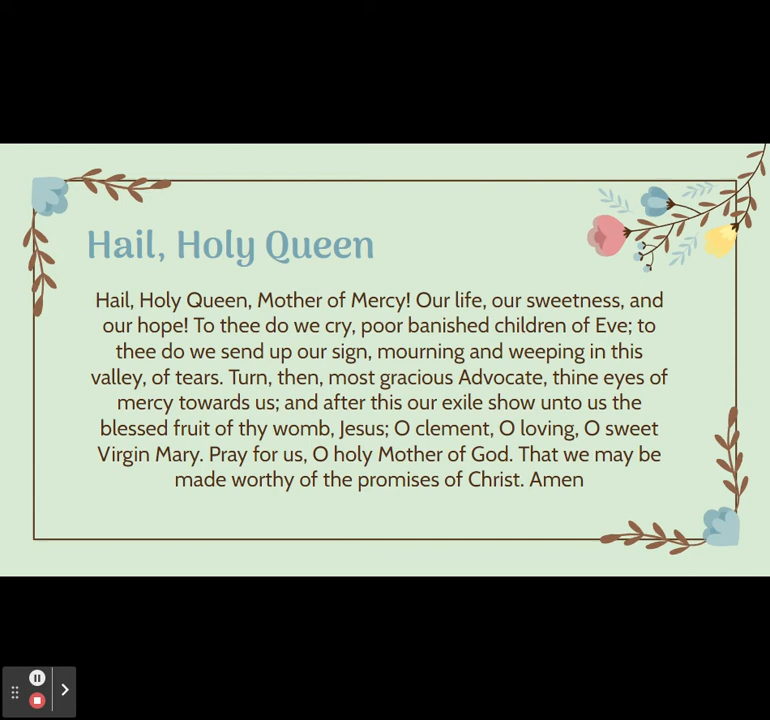 Hail, Holy Queen
Hail, Holy Queen, Mother of Mercy! Our life, our sweetness, and
our hope! To thee do we cry, poor banished children of Eve; to
thee do we send up our sign, mourning and weeping in this
valley, of tears. Turn, then, most gracious Advocate, thine eyes of
mercy towards us; and after this our exile show unto us the
blessed fruit of thy womb, Jesus; O clement, O loving, O sweet
Virgin Mary. Pray for us, O holy Mother of God. That we may be
made worthy of the promises of Christ. Amen